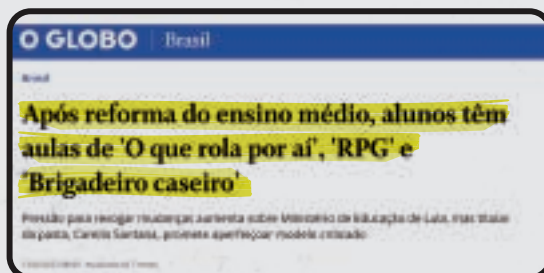 O GLOBO | Brasil
Brasil
Após reforma do ensino médio, alunos têm
aulas de 'O que rola por aí', 'RPG' e
'Brigadeiro caseiro'
Pressão para revogar mudanças aumenta sobre Ministério da Educação de Lula, mas titular
da pasta, Camilo Santana, promete aperfeiçoar modelo criticado